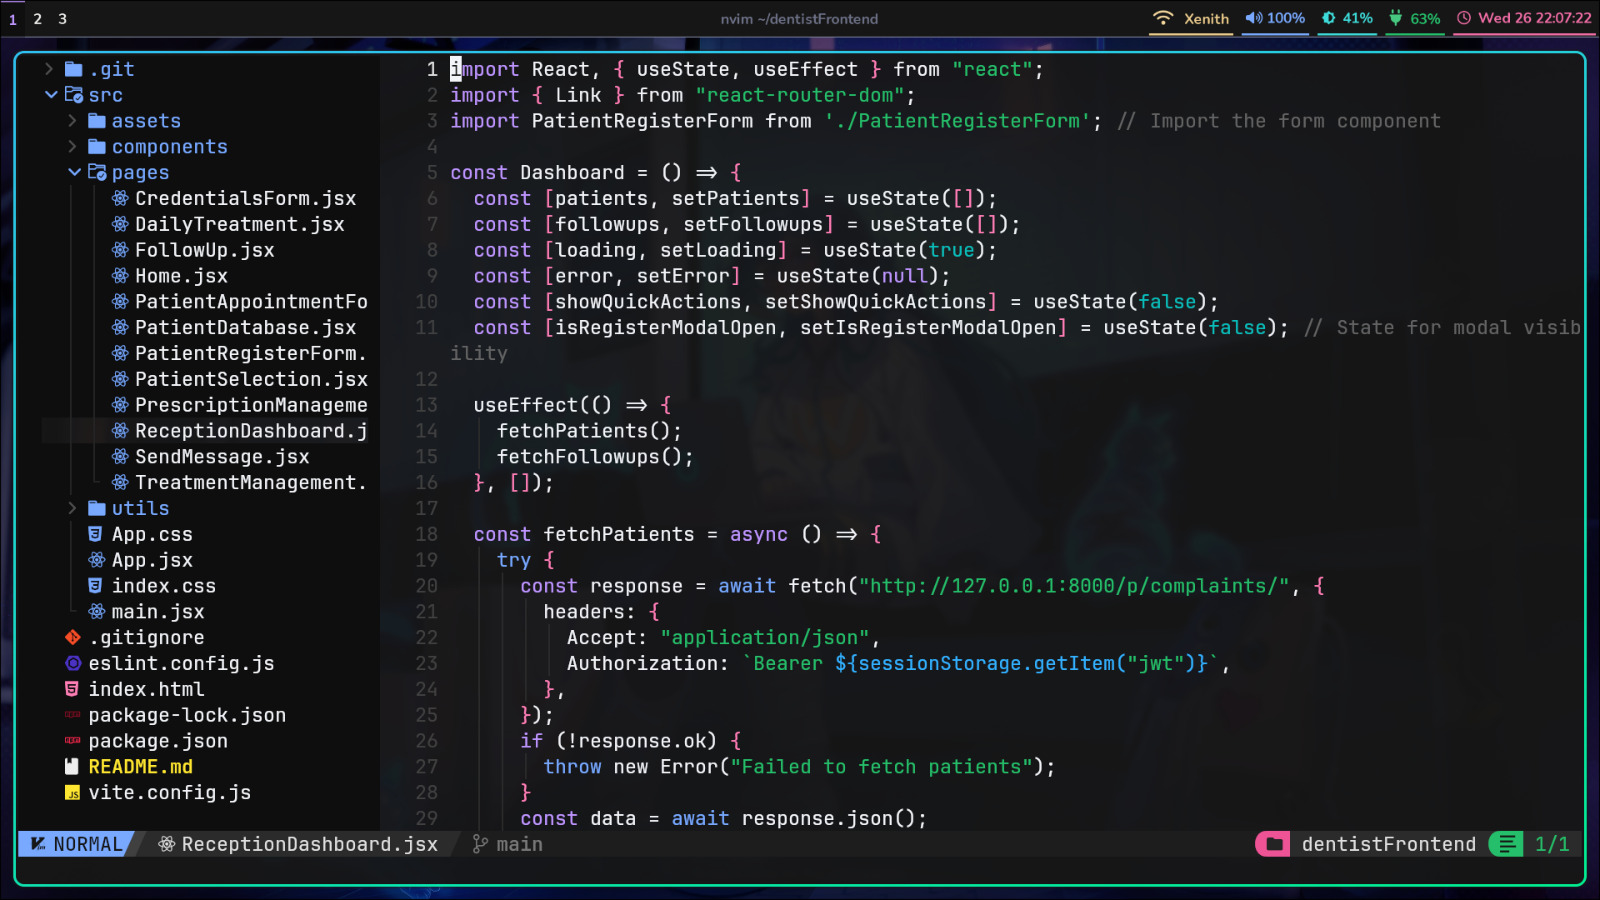 1 2 3
nvim ~/dentistFrontend
Xenith 100% 41% 63% Wed 26 22:07:22
.git
src
assets
components
pages
CredentialsForm.jsx
DailyTreatment.jsx
FollowUp.jsx
Home.jsx
PatientAppointmentFo
PatientDatabase.jsx
PatientRegisterForm.
PatientSelection.jsx
PrescriptionManageme
ReceptionDashboard.j
SendMessage.jsx
TreatmentManagement.
utils
App.css
App.jsx
index.css
main.jsx
.gitignore
eslint.config.js
index.html
package-lock.json
package.json
README.md
vite.config.js
1 import React, { useState, useEffect } from "react";
2 import { Link } from "react-router-dom";
3 import PatientRegisterForm from './PatientRegisterForm'; // Import the form component
4
5 const Dashboard = () => {
6 const [patients, setPatients] = useState([]);
7 const [followups, setFollowups] = useState([]);
8 const [loading, setLoading] = useState(true);
9 const [error, setError] = useState(null);
10 const [showQuickActions, setShowQuickActions] = useState(false);
11 const [isRegisterModalOpen, setIsRegisterModalOpen] = useState(false); // State for modal visib
ility
12
13 useEffect(() => {
14 fetchPatients();
15 fetchFollowups();
16 }, []);
17
18 const fetchPatients = async () => {
19 try {
20 const response = await fetch("http://127.0.0.1:8000/p/complaints/", {
21 headers: {
22 Accept: "application/json",
23 Authorization: `Bearer ${sessionStorage.getItem("jwt")}`,
24 },
25 });
26 if (!response.ok) {
27 throw new Error("Failed to fetch patients");
28 }
29 const data = await response.json();
NORMAL ReceptionDashboard.jsx main dentistFrontend 1/1